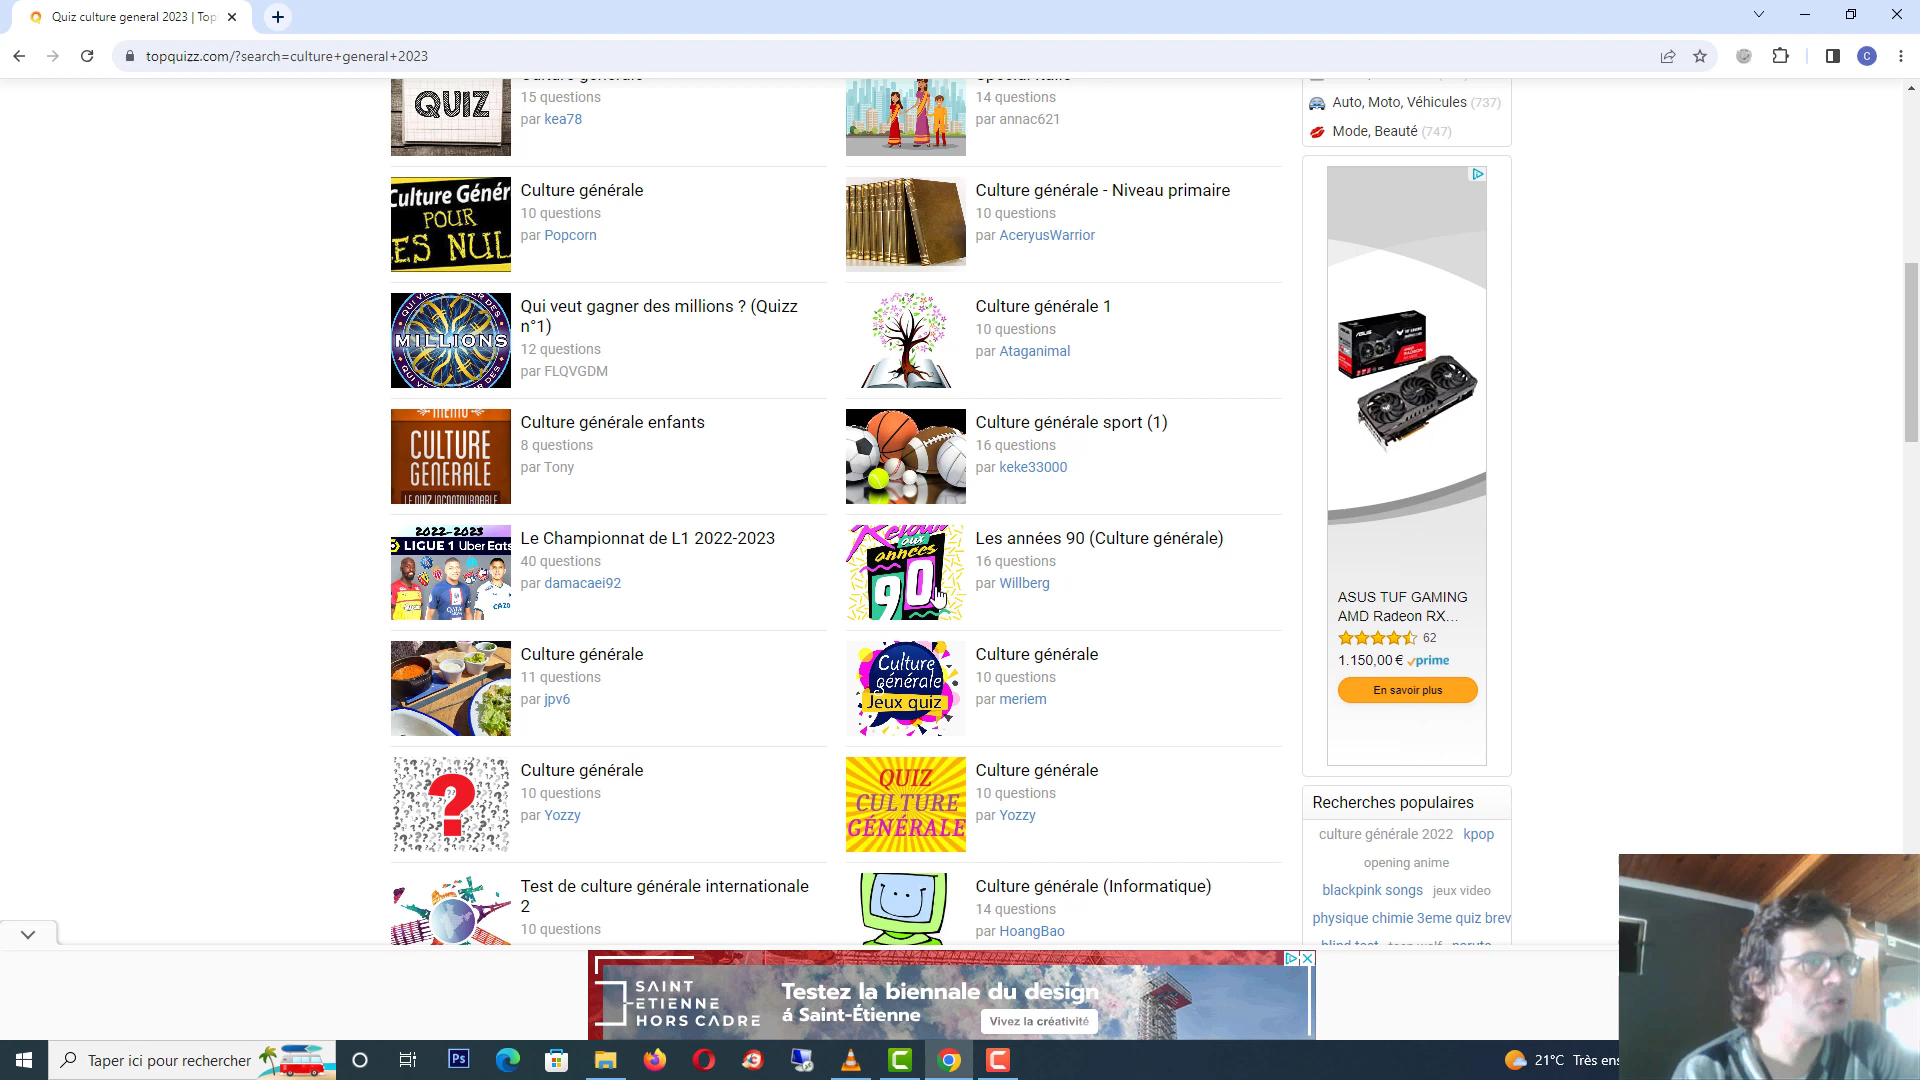 Quiz culture general 2023 | Top
topquizz.com/?search=culture+general+2023
C
QUIZ
15 questions
par kea78
14 questions
par annac621
Auto, Moto, Véhicules (737)
Mode, Beauté (747)
Culture Génér
POUR
ES NUL
Culture générale
10 questions
par Popcorn
Culture générale - Niveau primaire
10 questions
par AceryusWarrior
MILLIONS
Qui veut gagner des millions ? (Quizz
n°1)
12 questions
par FLQVGDM
Culture générale 1
10 questions
par Ataganimal
CULTURE
GENERALE
LE QUIZ INCONTOURNABLE
Culture générale enfants
8 questions
par Tony
Culture générale sport (1)
16 questions
par keke33000
2022-2023
LIGUE 1 Uber Eats
Le Championnat de L1 2022-2023
40 questions
par damacaei92
Retour
aux
années
90
Les années 90 (Culture générale)
16 questions
par Willberg
ASUS TUF GAMING
AMD Radeon RX...
62
1.150,00 € prime
En savoir plus
Culture générale
11 questions
par jpv6
Culture
générale
Jeux quiz
Culture générale
10 questions
par meriem
Culture générale
10 questions
par Yozzy
QUIZ
CULTURE
GÉNÉRALE
Culture générale
10 questions
par Yozzy
Recherches populaires
culture générale 2022 kpop
opening anime
blackpink songs jeux video
physique chimie 3eme quiz brev
Test de culture générale internationale
2
10 questions
Culture générale (Informatique)
14 questions
par HoangBao
SAINT
-ETIENNE
HORS CADRE
Testez la biennale du design
á Saint-Étienne
Vivez la créativité
Taper ici pour rechercher
Ps
21°C Très ens